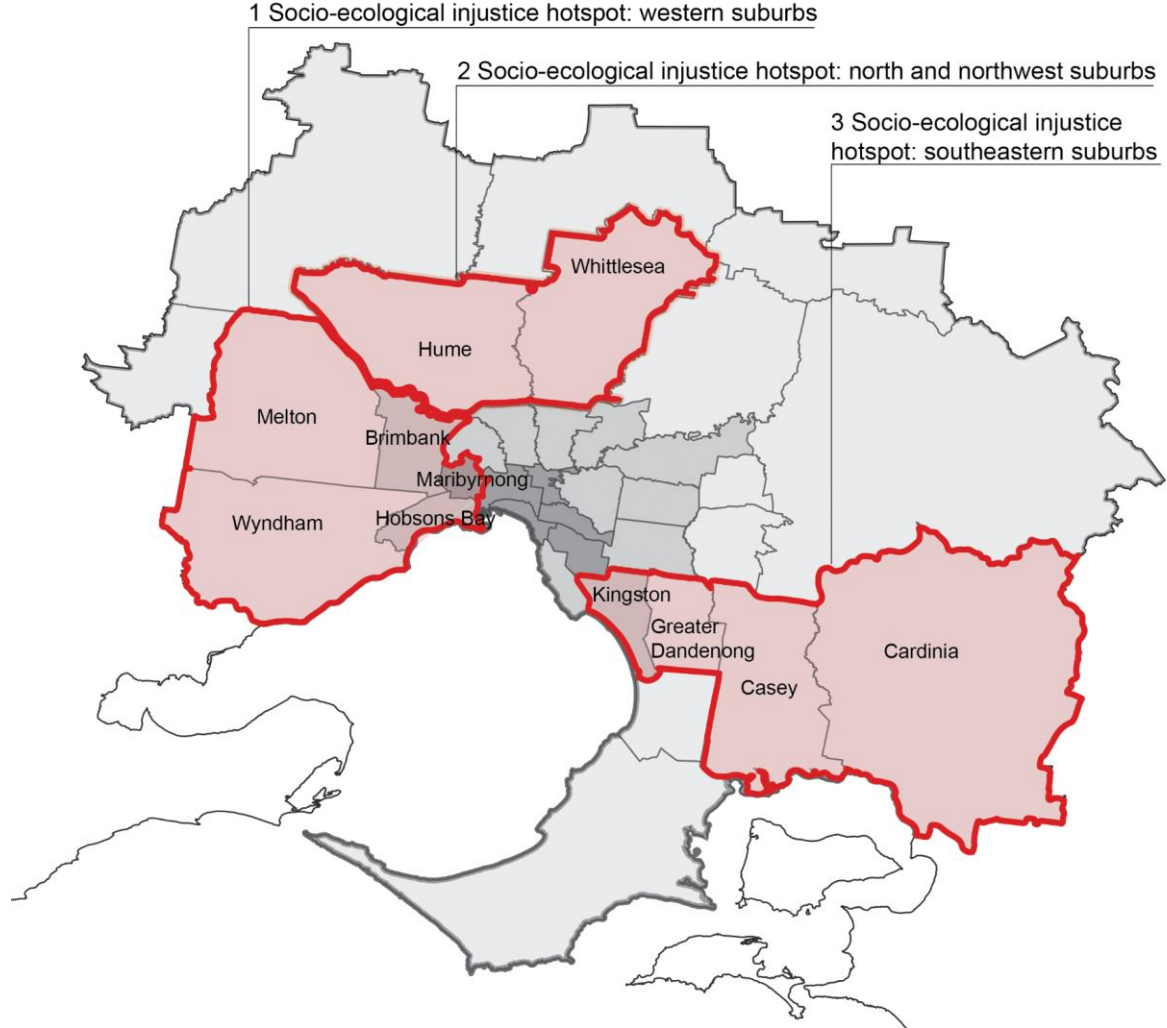 1 Socio-ecological injustice hotspot: western suburbs
2 Socio-ecological injustice hotspot: north and northwest suburbs
3 Socio-ecological injustice
hotspot: southeastern suburbs
Whittlesea
Hume
Melton
Brimbank
Maribyrnong
Wyndham
Hobsons Bay
Kingston
Greater
Dandenong
Casey
Cardinia